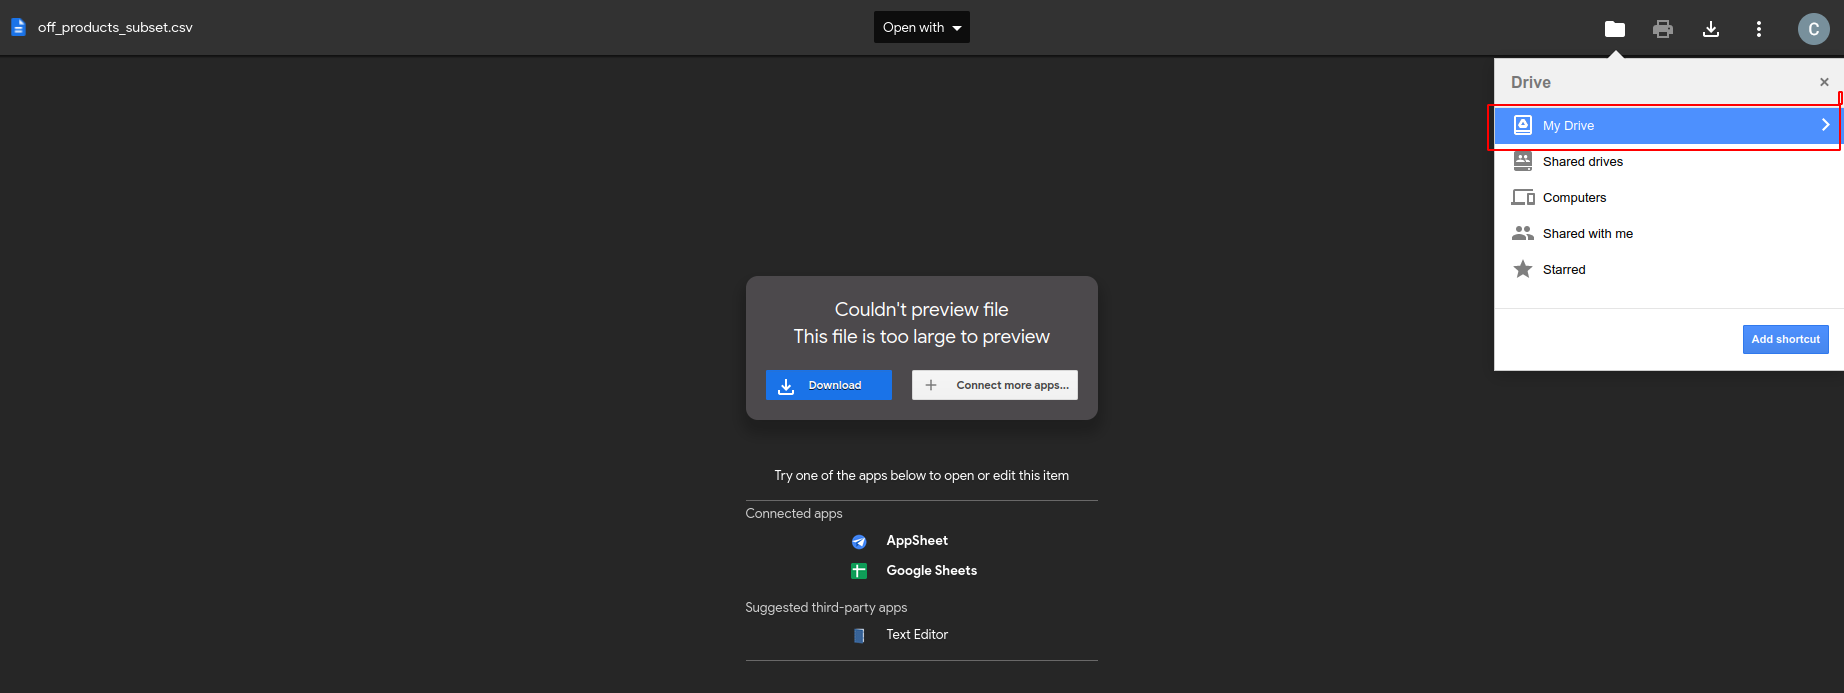 off_products_subset.csv
Open with
C
Drive
×
My Drive
Shared drives
Computers
Shared with me
Starred
Add shortcut
Couldn't preview file
This file is too large to preview
Download
Connect more apps...
Try one of the apps below to open or edit this item
Connected apps
AppSheet
Google Sheets
Suggested third-party apps
Text Editor